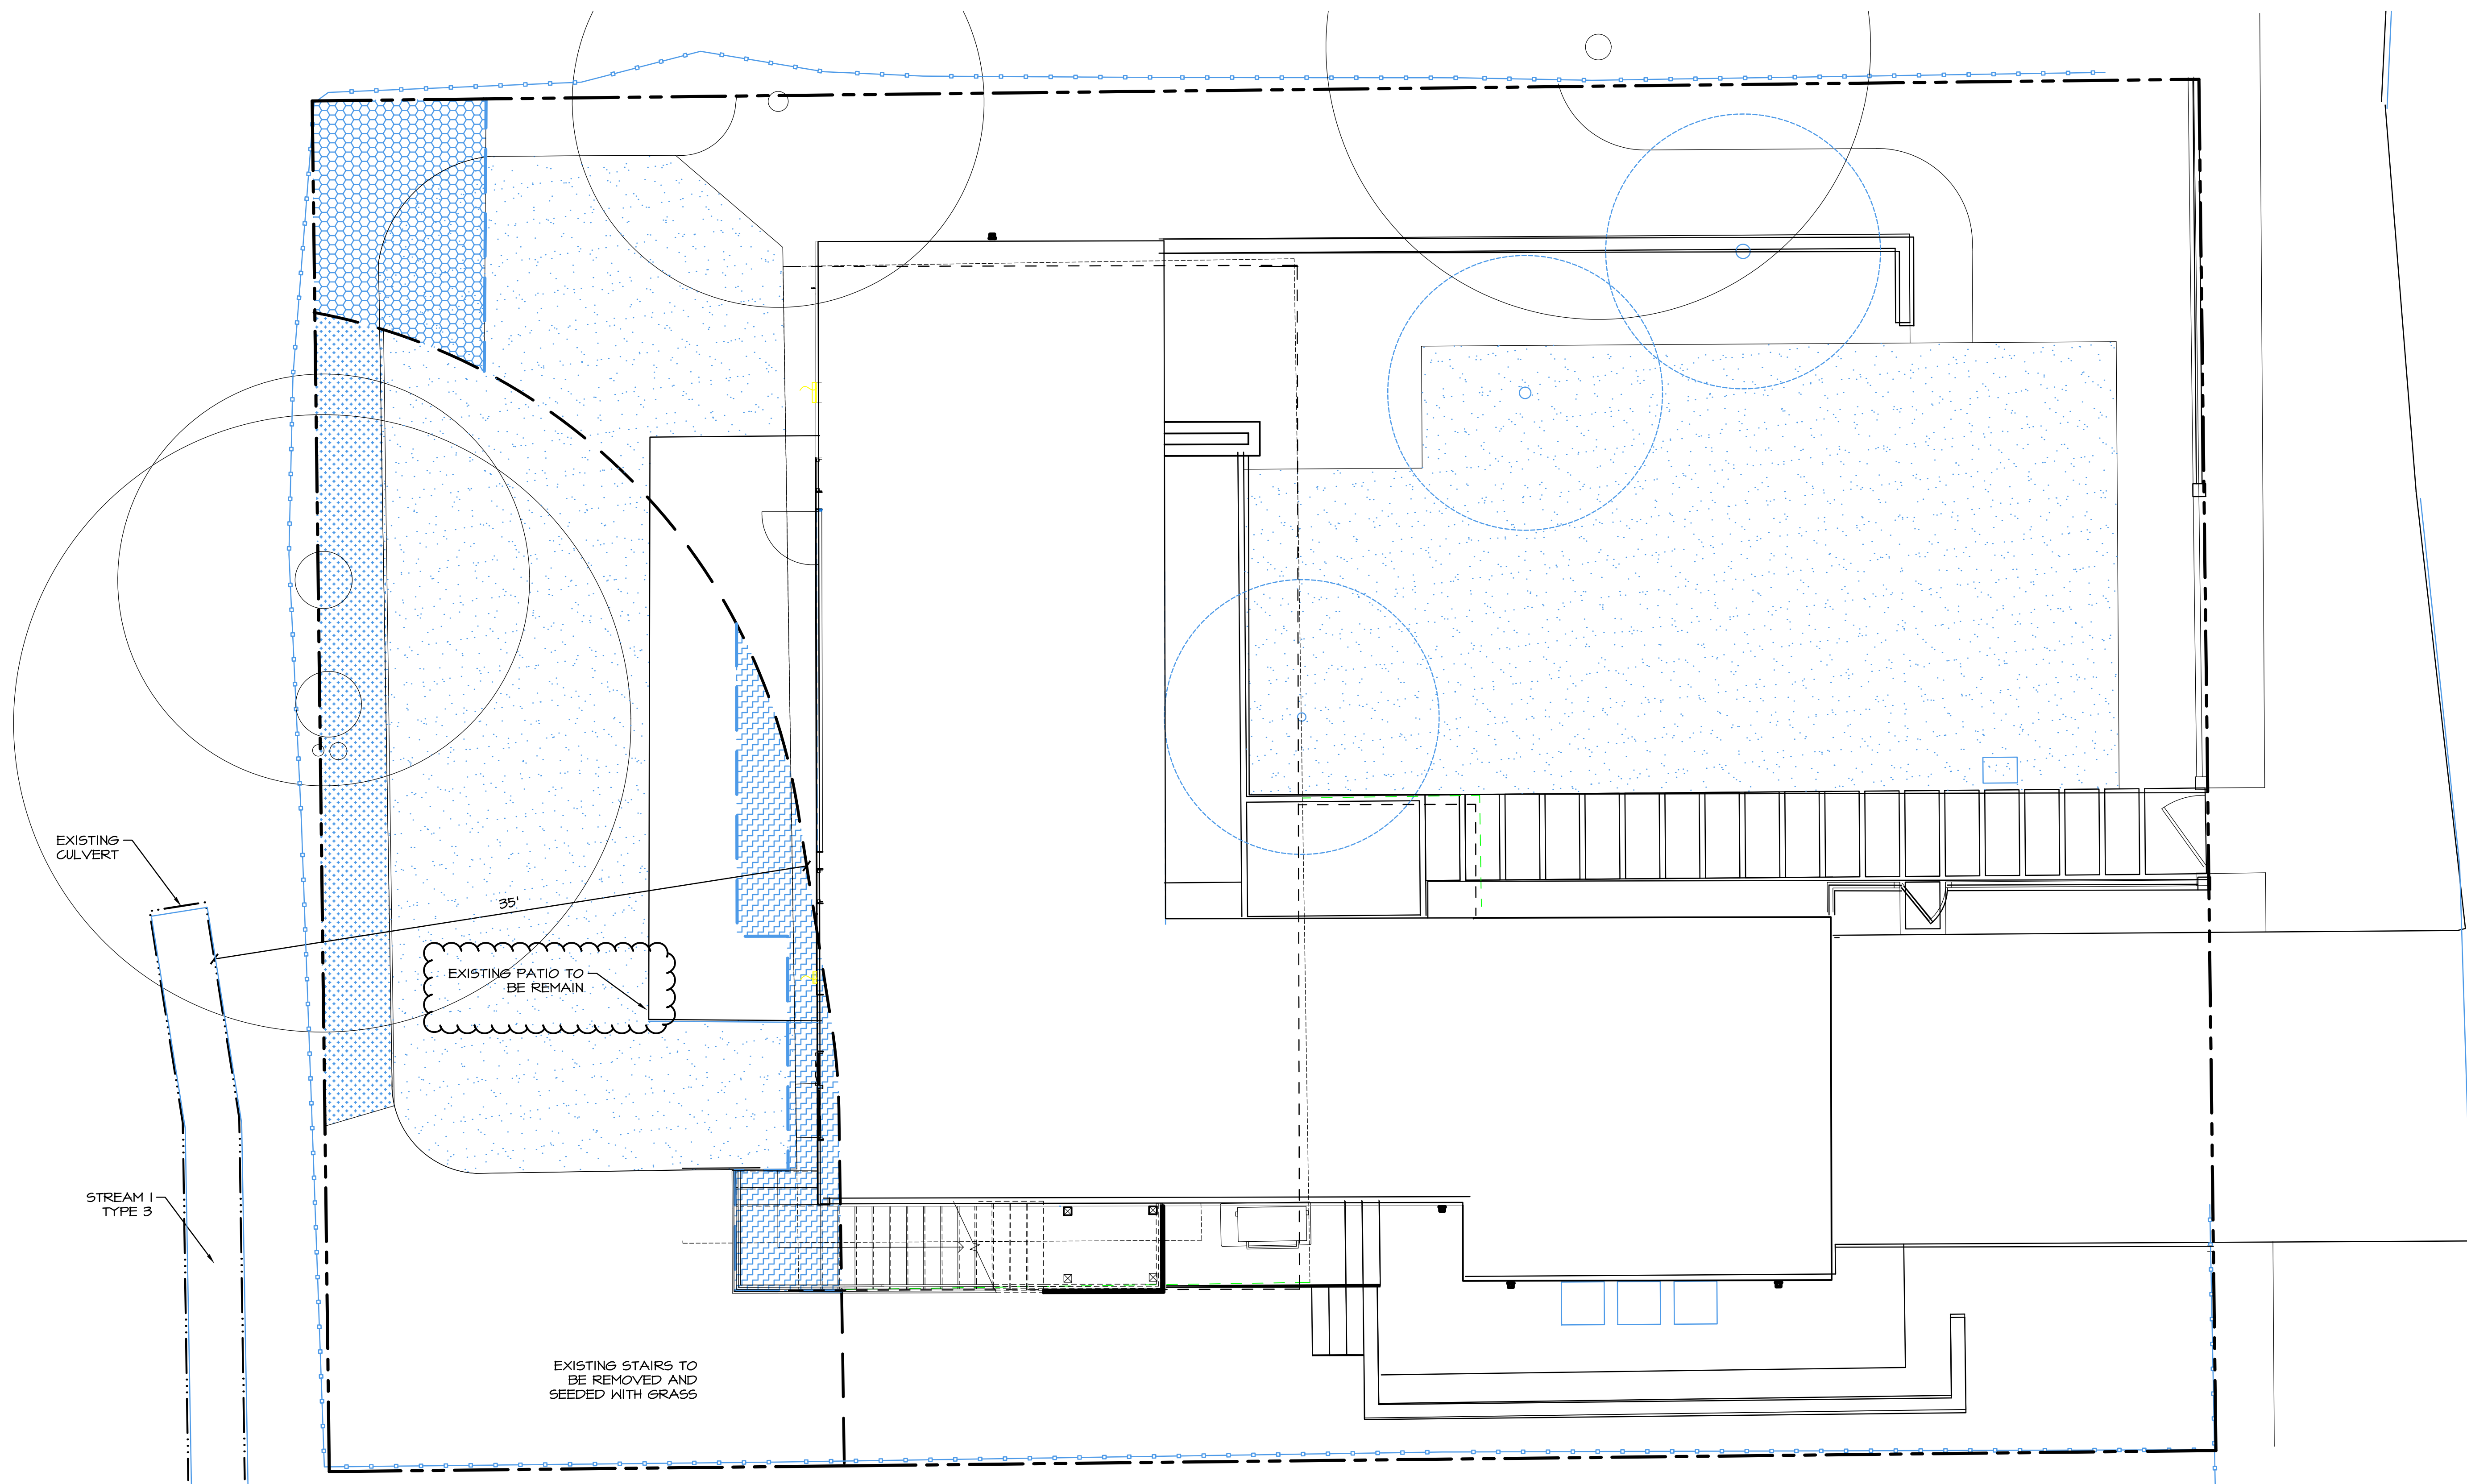 EXISTING
CULVERT
35'
EXISTING PATIO TO
BE REMAIN
STREAM 1
TYPE 3
EXISTING STAIRS TO
BE REMOVED AND
SEEDED WITH GRASS